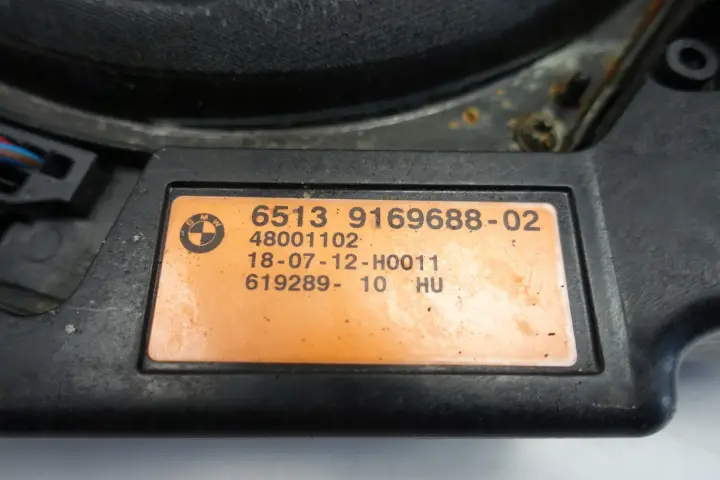 BMW
6513 9169688-02
48001102
18-07-12-H0011
619289- 10 HU